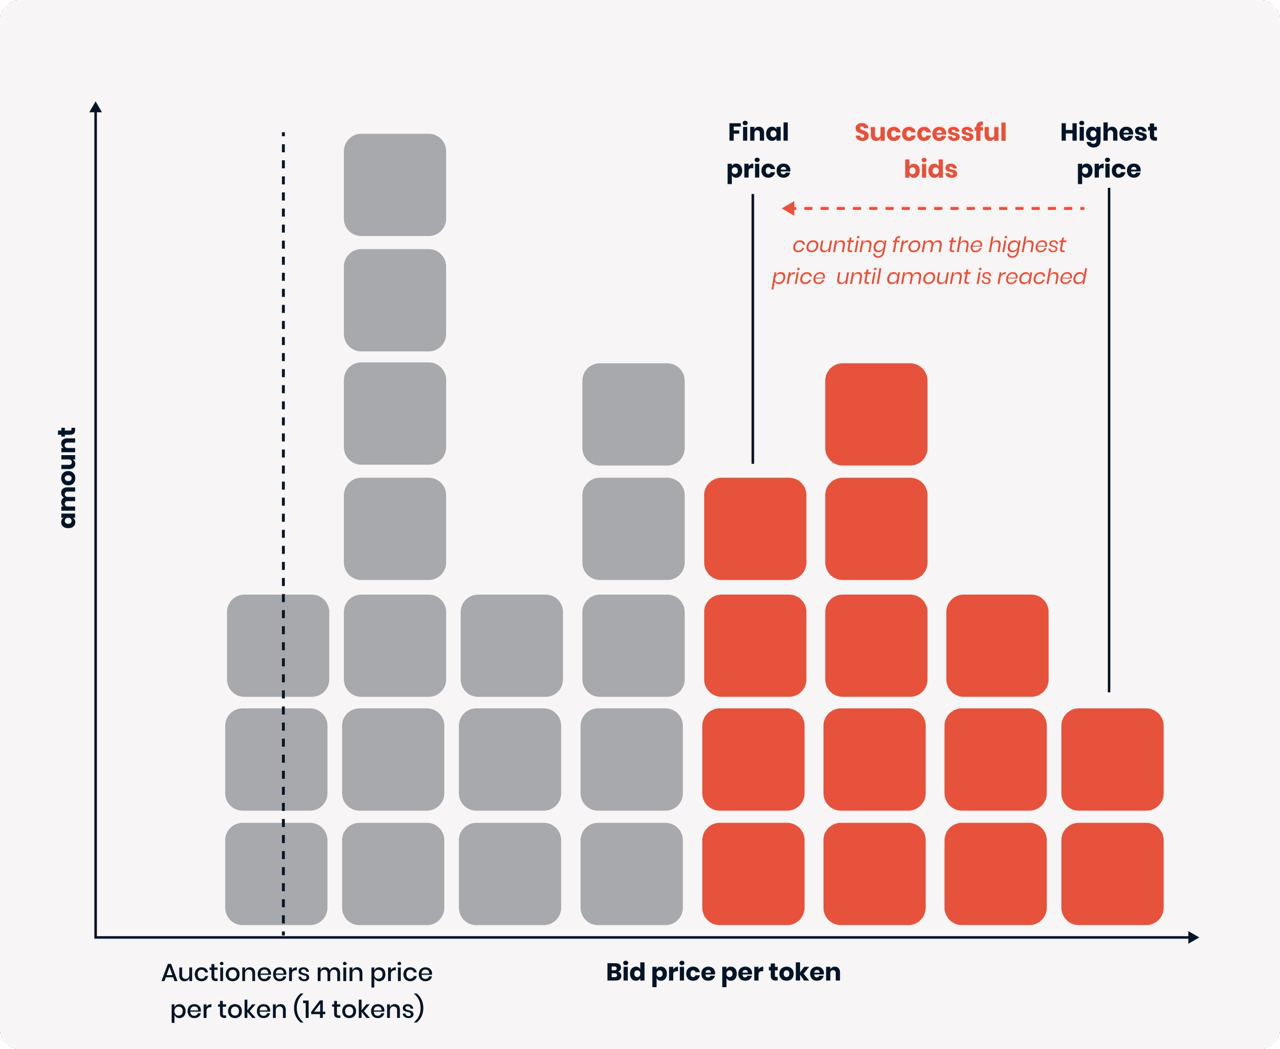 Final
price
Succcessful
bids
Highest
price
counting from the highest
price until amount is reached
amount
Auctioneers min price
per token (14 tokens)
Bid price per token